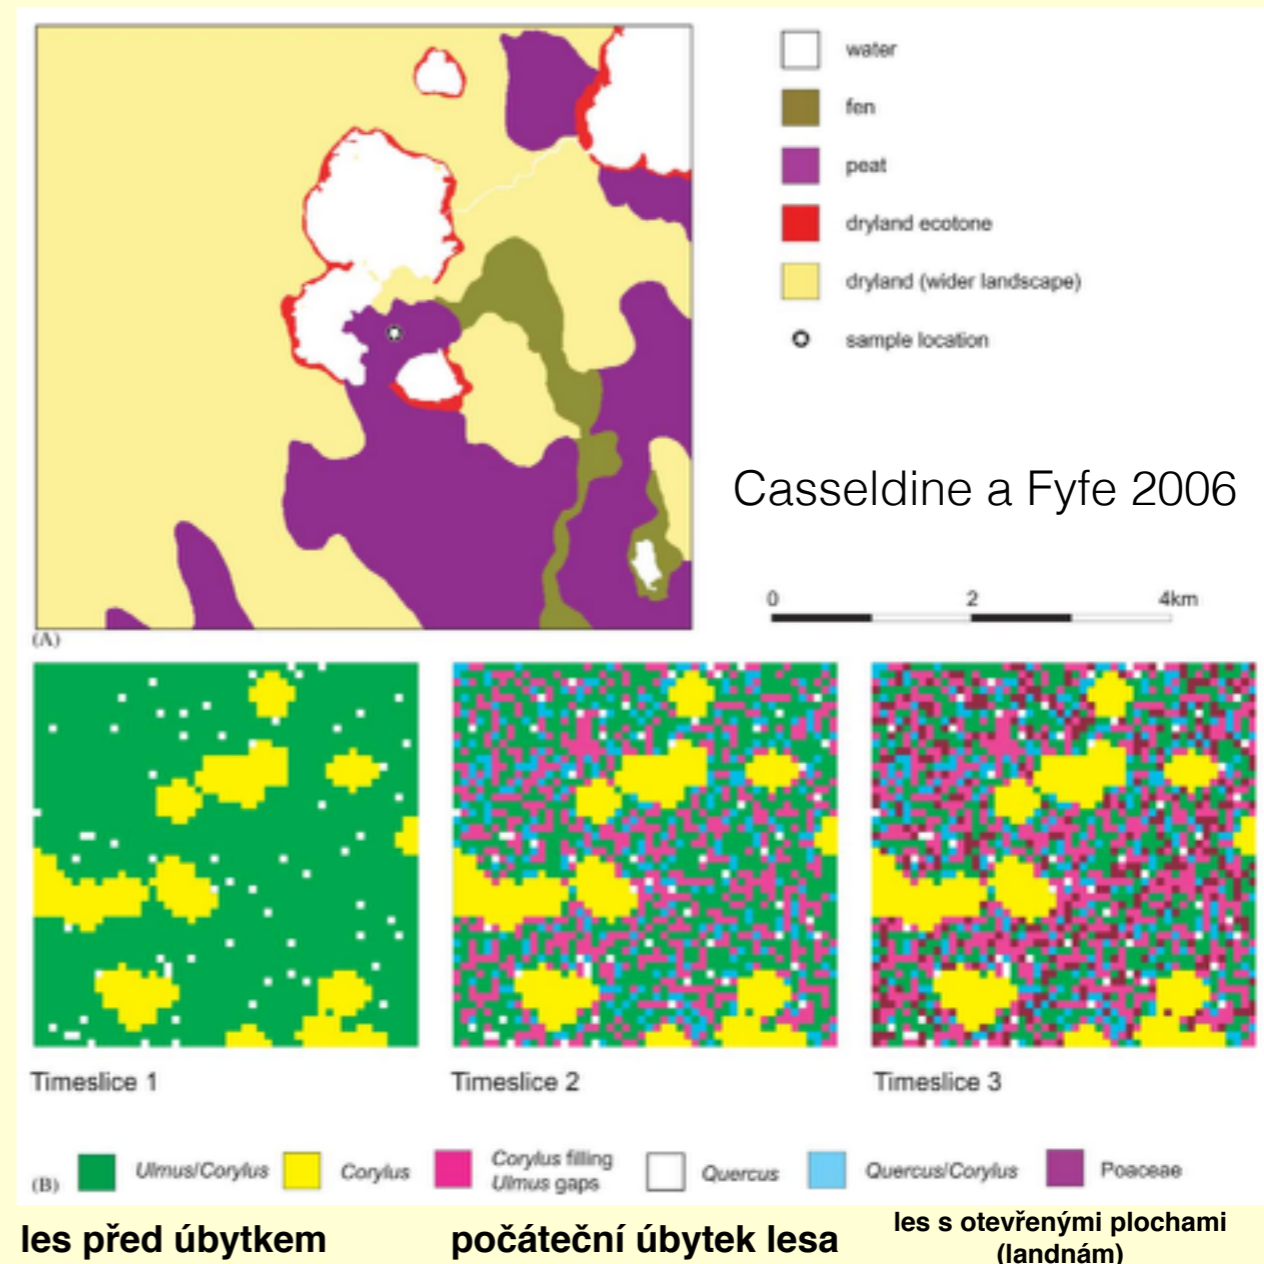 water
fen
peat
dryland ecotone
dryland (wider landscape)
sample location
Casseldine a Fyfe 2006
0 2 4km
(A)
Timeslice 1 Timeslice 2 Timeslice 3
(B) Ulmus/Corylus Corylus Corylus filling Ulmus gaps Quercus Quercus/Corylus Poaceae
les před úbytkem
počáteční úbytek lesa
les s otevřenými plochami
(landnám)